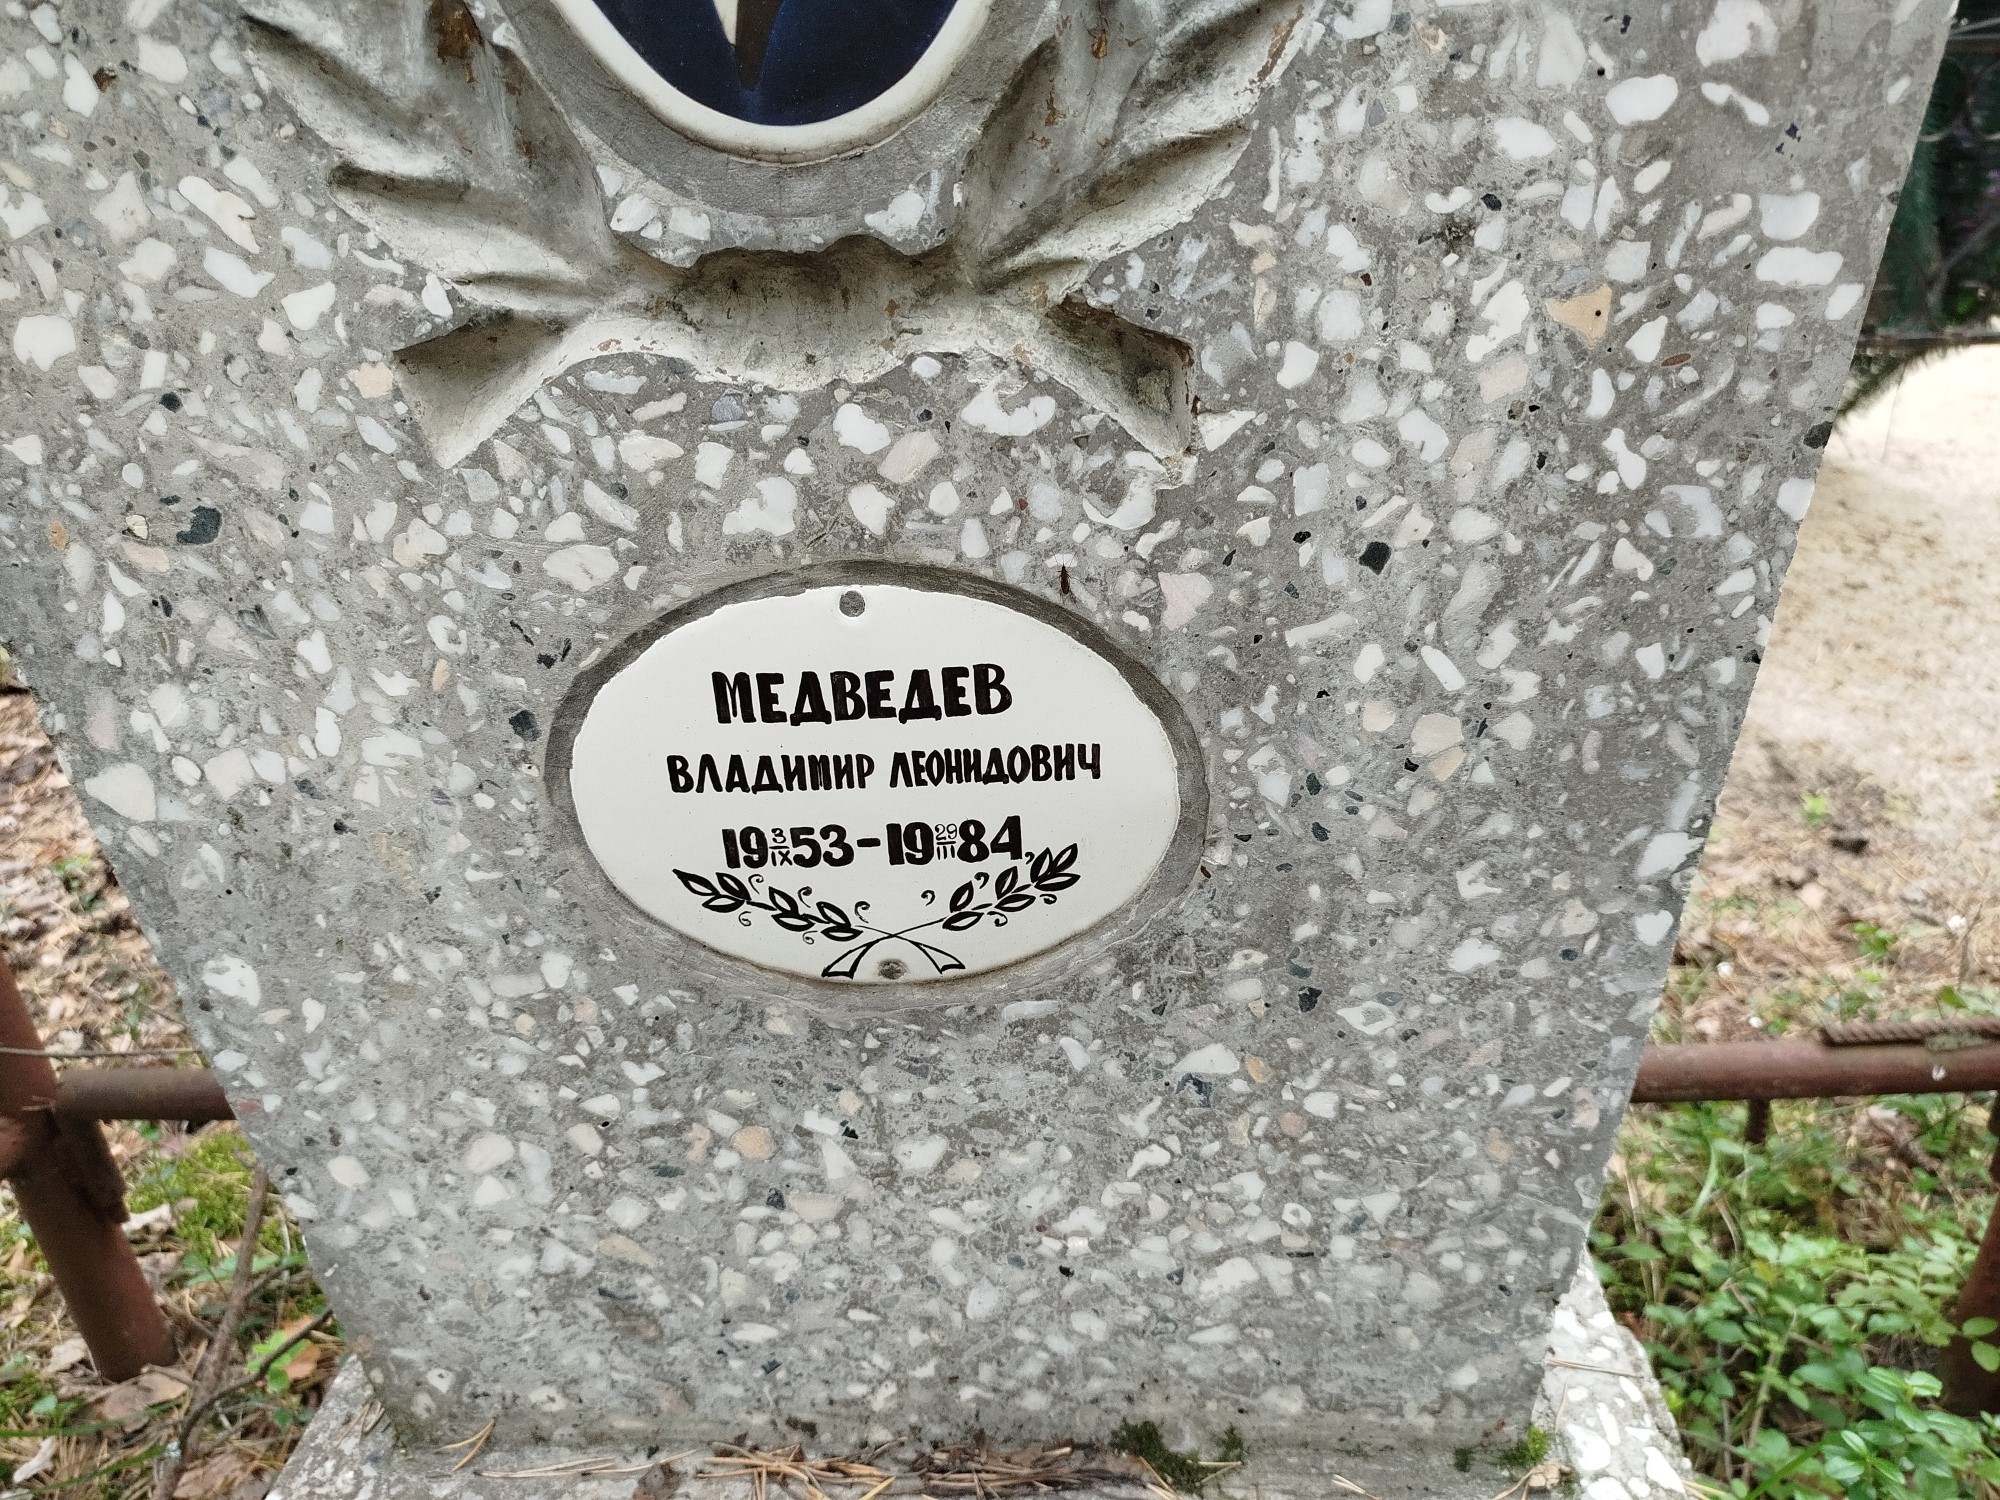 МЕДВЕДЕВ
ВЛАДИМИР ЛЕОНИДОВИЧ
19 3/IX 53 - 19 29/III 84